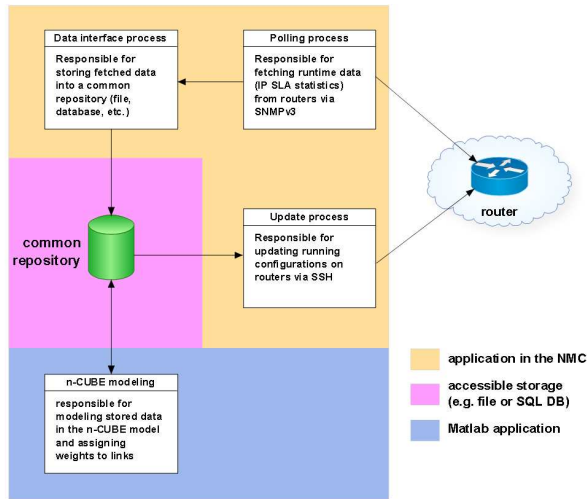 Data interface process
Responsible for
storing fetched data
into a common
repository (file,
database, etc.)
Polling process
Responsible for
fetching runtime data
(IP SLA statistics)
from routers via
SNMPv3
router
common
repository
Update process
Responsible for
updating running
configurations on
routers via SSH
n-CUBE modeling
responsible for
modeling stored data
in the n-CUBE model
and assigning
weights to links
application in the NMC
accessible storage
(e.g. file or SQL DB)
Matlab application